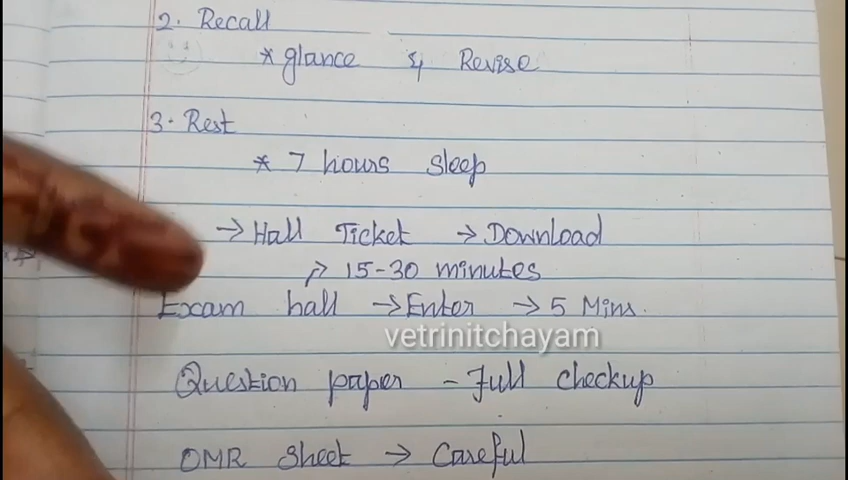 2. Recall
* glance & Revise
3. Rest
* 7 hours sleep
→ Hall Ticket → Download
→ 15-30 minutes
Exam hall → Enter → 5 Mins.
vetrinitchayam
Question paper - Full checkup
OMR Sheet → Careful